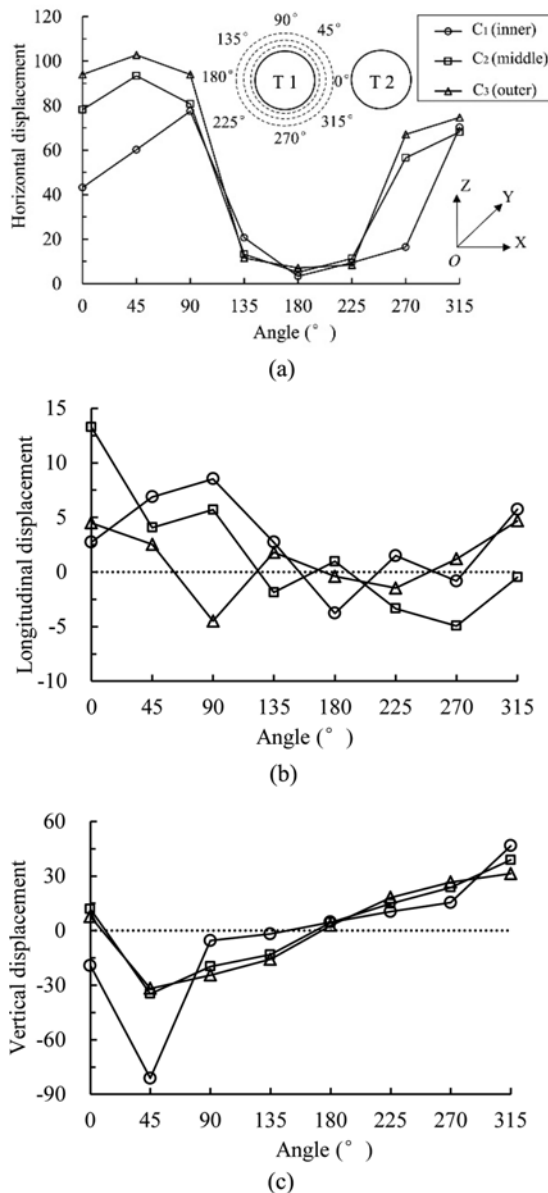 Horizontal displacement
120
100
80
60
40
20
0
0 45 90 135 180 225 270 315
Angle (°)
90°
135° 45°
180° T 1 0° T 2
225° 315°
270°
C1 (inner)
C2 (middle)
C3 (outer)
Z
Y
O X
(a)
Longitudinal displacement
15
10
5
0
-5
-10
0 45 90 135 180 225 270 315
Angle (°)
(b)
Vertical displacement
60
30
0
-30
-60
-90
0 45 90 135 180 225 270 315
Angle (°)
(c)